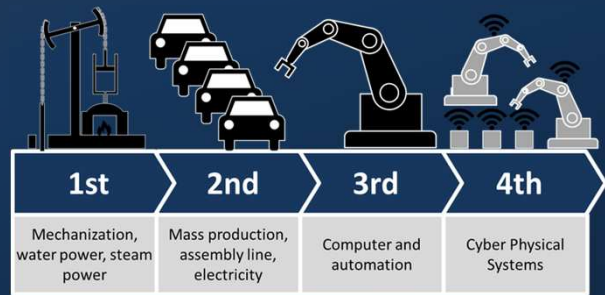 1st
2nd
3rd
4th
Mechanization,
water power, steam
power
Mass production,
assembly line,
electricity
Computer and
automation
Cyber Physical
Systems